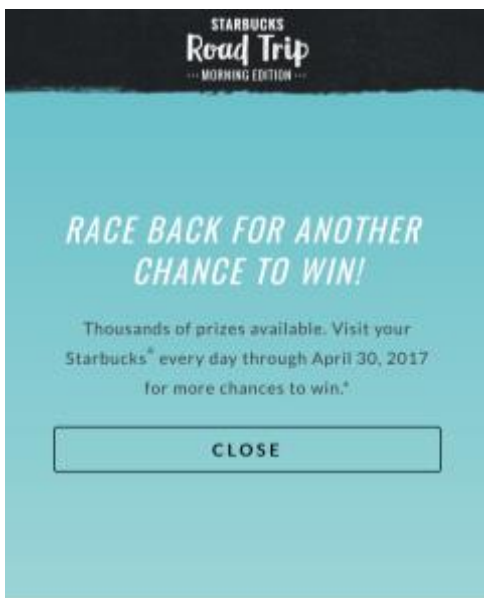 STARBUCKS
Road Trip
··· MORNING EDITION ···
RACE BACK FOR ANOTHER
CHANCE TO WIN!
Thousands of prizes available. Visit your
Starbucks® every day through April 30, 2017
for more chances to win.*
CLOSE